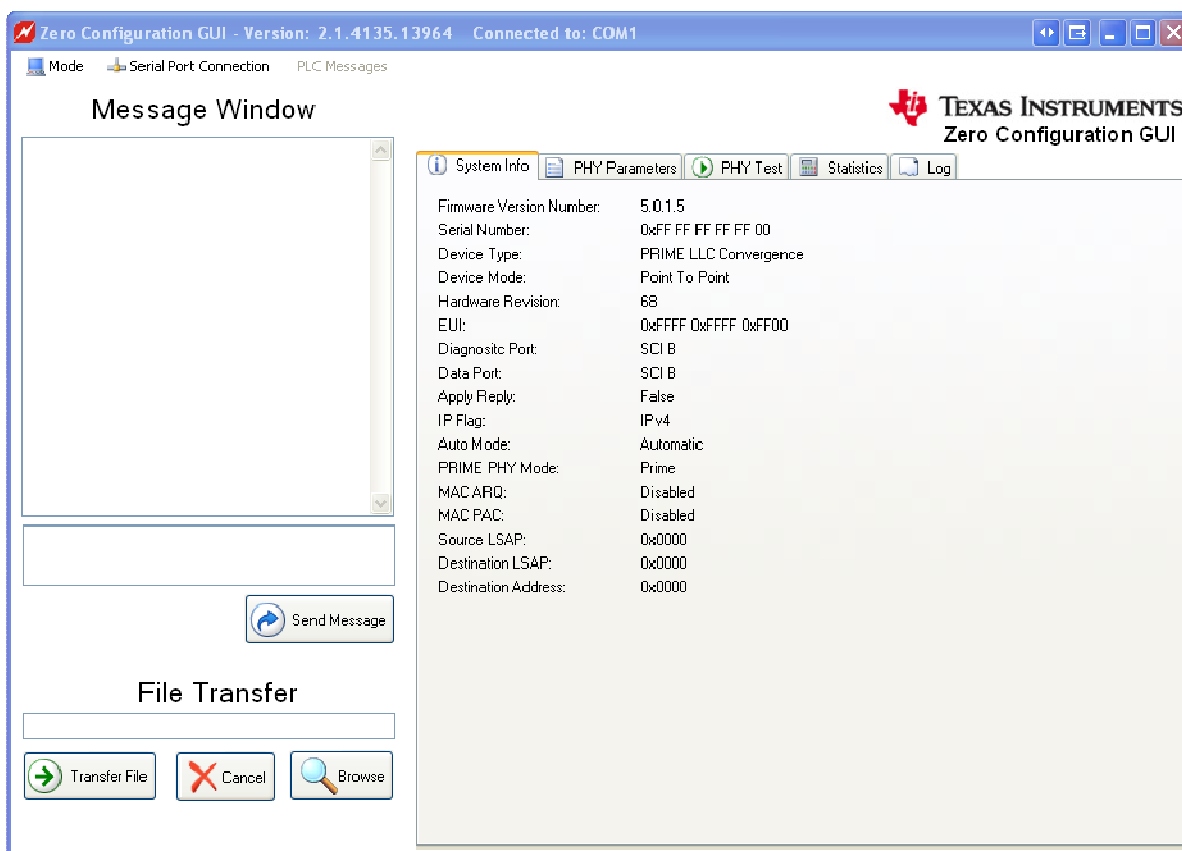 Zero Configuration GUI - Version: 2.1.4135.13964 Connected to: COM1
Mode Serial Port Connection PLC Messages
Message Window
TEXAS INSTRUMENTS
Zero Configuration GUI
System Info PHY Parameters PHY Test Statistics Log
Firmware Version Number: 5.0.1.5
Serial Number: 0xFF FF FF FF FF 00
Device Type: PRIME LLC Convergence
Device Mode: Point To Point
Hardware Revision: 68
EUI: 0xFFFF 0xFFFF 0xFF00
Diagnositc Port: SCI B
Data Port: SCI B
Apply Reply: False
IP Flag: IPv4
Auto Mode: Automatic
PRIME PHY Mode: Prime
MAC ARQ: Disabled
MAC PAC: Disabled
Source LSAP: 0x0000
Destination LSAP: 0x0000
Destination Address: 0x0000
Send Message
File Transfer
Transfer File Cancel Browse